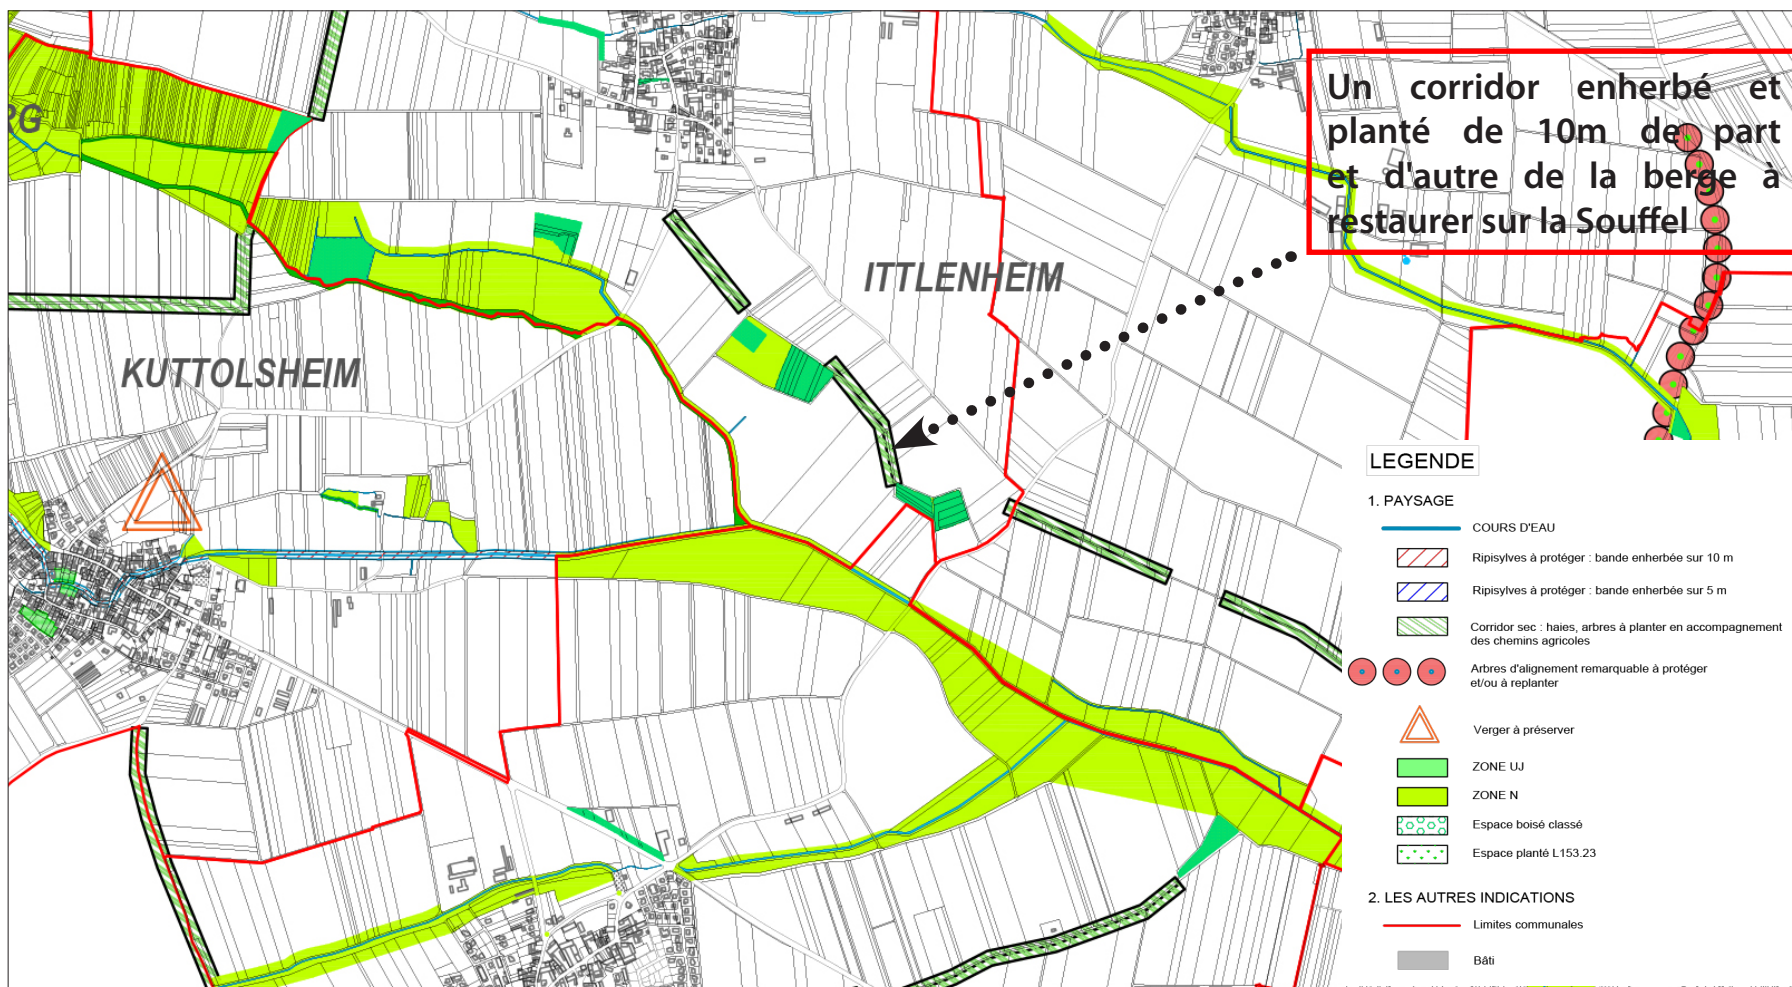 RG
Un corridor enherbé et
planté de 10m de part
et d'autre de la berge à
restaurer sur la Souffel
ITTLENHEIM
KUTTOLSHEIM
LEGENDE
1. PAYSAGE
COURS D'EAU
Ripisylves à protéger : bande enherbée sur 10 m
Ripisylves à protéger : bande enherbée sur 5 m
Corridor sec : haies, arbres à planter en accompagnement
des chemins agricoles
Arbres d'alignement remarquable à protéger
et/ou à replanter
Verger à préserver
ZONE UJ
ZONE N
Espace boisé classé
Espace planté L153.23
2. LES AUTRES INDICATIONS
Limites communales
Bâti